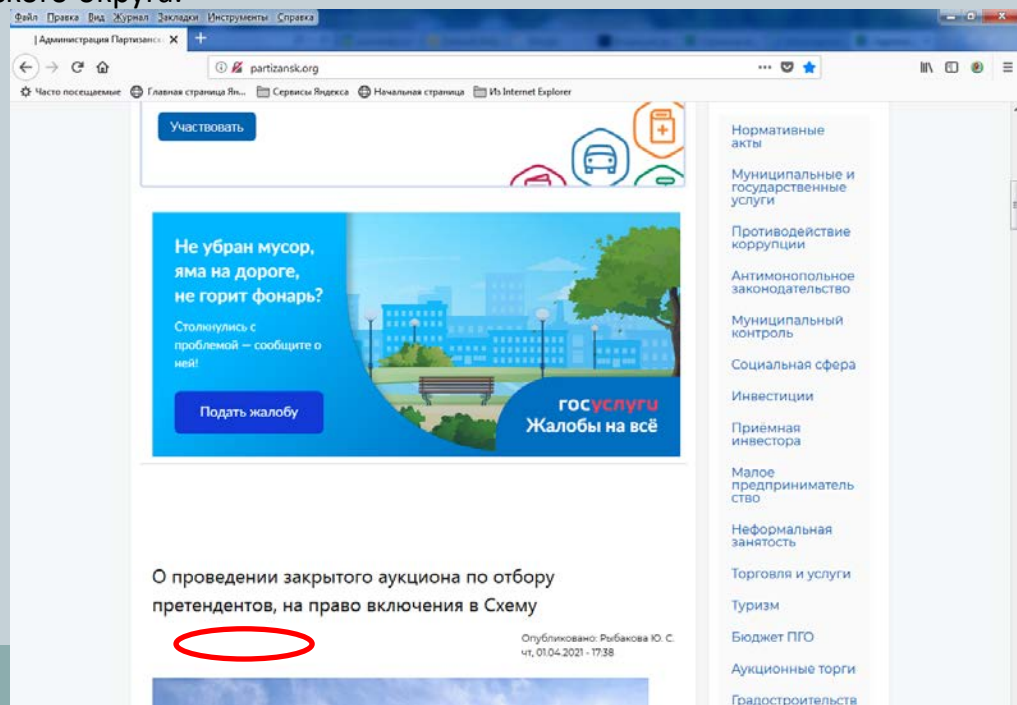 ского округа.
Файл Правка Вид Журнал Закладки Инструменты Справка
| Администрация Партизанск
partizansk.org
Часто посещаемые Главная страница Ян... Сервисы Яндекса Начальная страница Из Internet Explorer
Участвовать
Не убран мусор,
яма на дороге,
не горит фонарь?
Столкнулись с
проблемой — сообщите о
ней!
Подать жалобу
госуслуги
Жалобы на всё
О проведении закрытого аукциона по отбору
претендентов, на право включения в Схему
Опубликовано: Рыбакова Ю. С.
чт, 01.04.2021 - 17:38
Нормативные
акты
Муниципальные и
государственные
услуги
Противодействие
коррупции
Антимонопольное
законодательство
Муниципальный
контроль
Социальная сфера
Инвестиции
Приёмная
инвестора
Малое
предприниматель
ство
Неформальная
занятость
Торговля и услуги
Туризм
Бюджет ПГО
Аукционные торги
Градостроительств